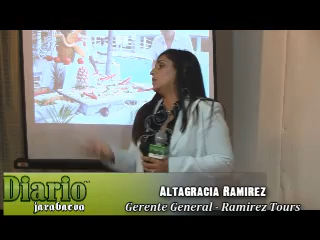 Diario
jarabacoa
Altagracia Ramirez
Gerente General - Ramirez Tours